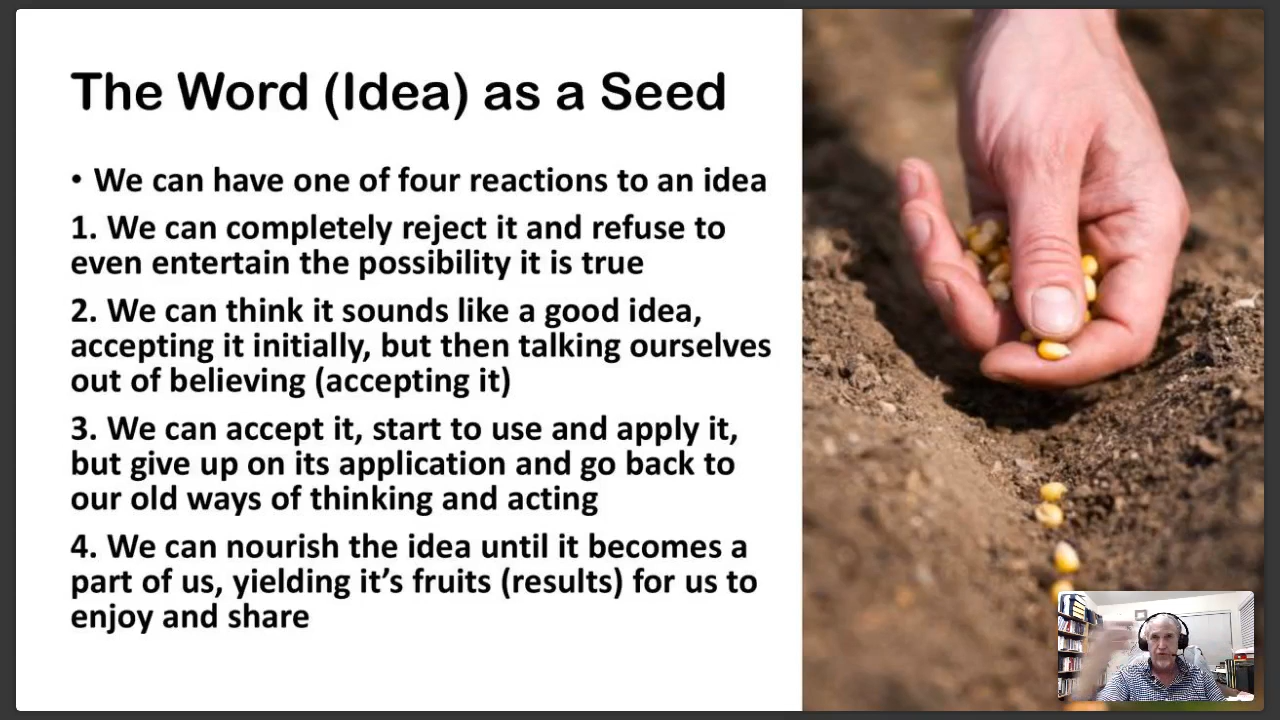 The Word (Idea) as a Seed
• We can have one of four reactions to an idea
1. We can completely reject it and refuse to
even entertain the possibility it is true
2. We can think it sounds like a good idea,
accepting it initially, but then talking ourselves
out of believing (accepting it)
3. We can accept it, start to use and apply it,
but give up on its application and go back to
our old ways of thinking and acting
4. We can nourish the idea until it becomes a
part of us, yielding it’s fruits (results) for us to
enjoy and share